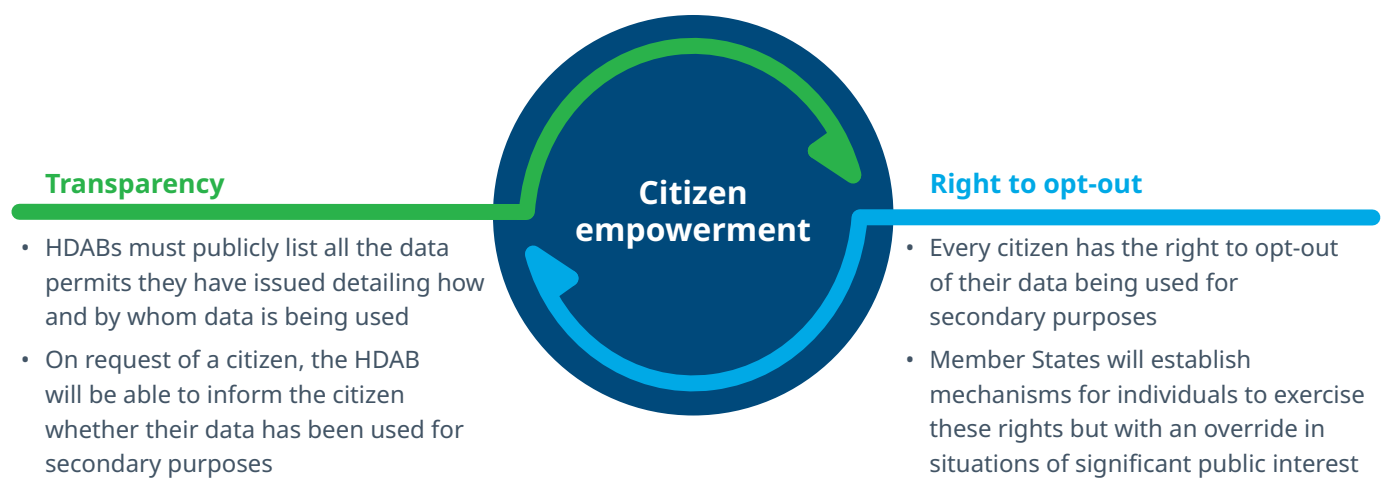 Transparency
• HDABs must publicly list all the data
permits they have issued detailing how
and by whom data is being used
• On request of a citizen, the HDAB
will be able to inform the citizen
whether their data has been used for
secondary purposes
Citizen
empowerment
Right to opt-out
• Every citizen has the right to opt-out
of their data being used for
secondary purposes
• Member States will establish
mechanisms for individuals to exercise
these rights but with an override in
situations of significant public interest